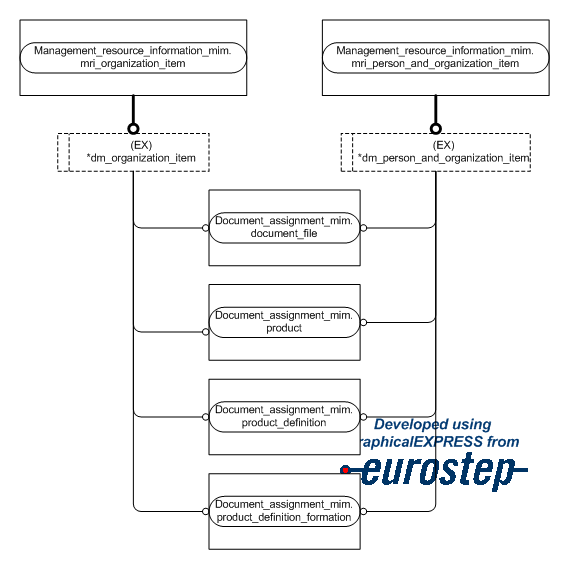 Management_resource_information_mim.
mri_organization_item
Management_resource_information_mim.
mri_person_and_organization_item
(EX)
*dm_organization_item
(EX)
*dm_person_and_organization_item
Document_assignment_mim.
document_file
Document_assignment_mim.
product
Document_assignment_mim.
product_definition
Developed using
raphicalEXPRESS from
eurostep
Document_assignment_mim.
product_definition_formation